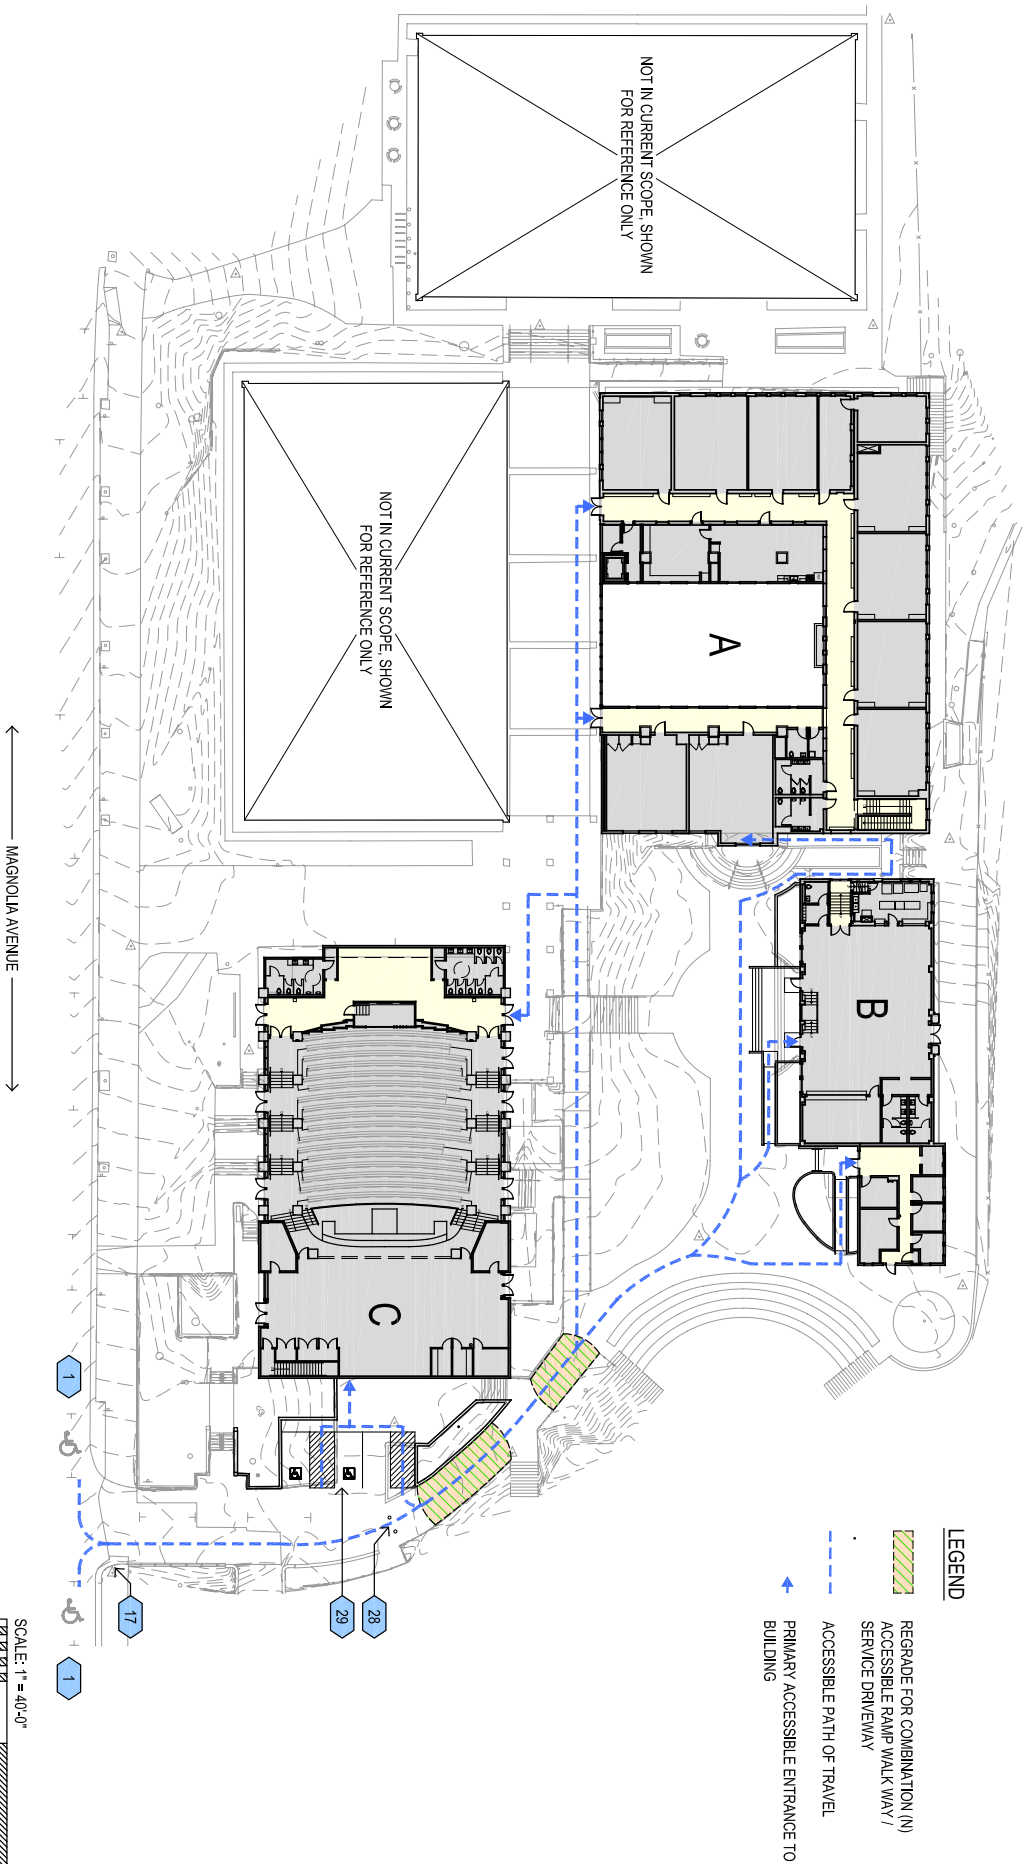 NOT IN CURRENT SCOPE, SHOWN
FOR REFERENCE ONLY
NOT IN CURRENT SCOPE, SHOWN
FOR REFERENCE ONLY
A
B
C
MAGNOLIA AVENUE
1
1
17
28
29
LEGEND
REGRADE FOR COMBINATION (N)
ACCESSIBLE RAMP WALK WAY /
SERVICE DRIVEWAY
ACCESSIBLE PATH OF TRAVEL
PRIMARY ACCESSIBLE ENTRANCE TO
BUILDING
SCALE: 1" = 40'-0"